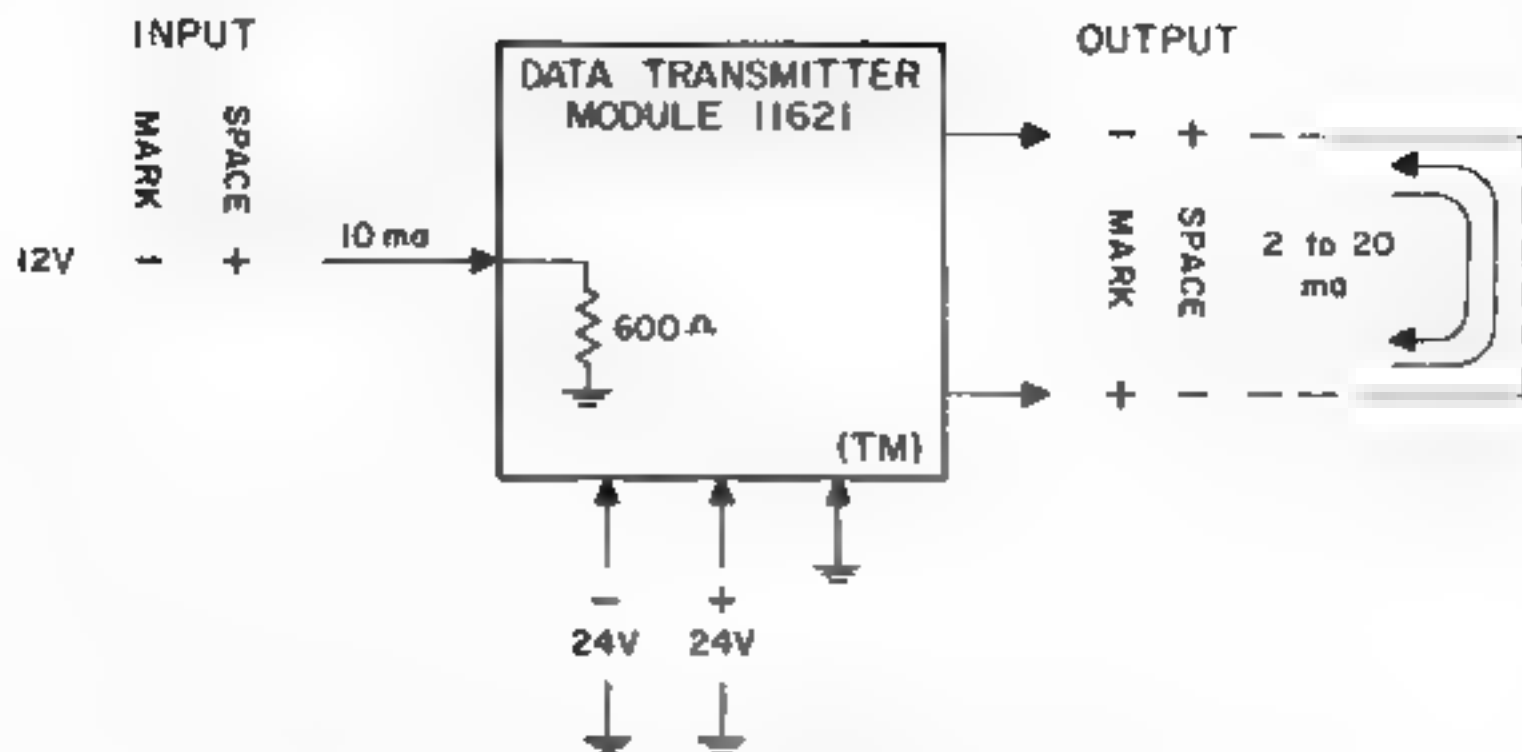 INPUT
OUTPUT
DATA TRANSMITTER
MODULE 11621
MARK
SPACE
12V - +
10 ma
600 Ω
- +
MARK
SPACE
2 to 20
ma
+ -
(TM)
- +
24V 24V